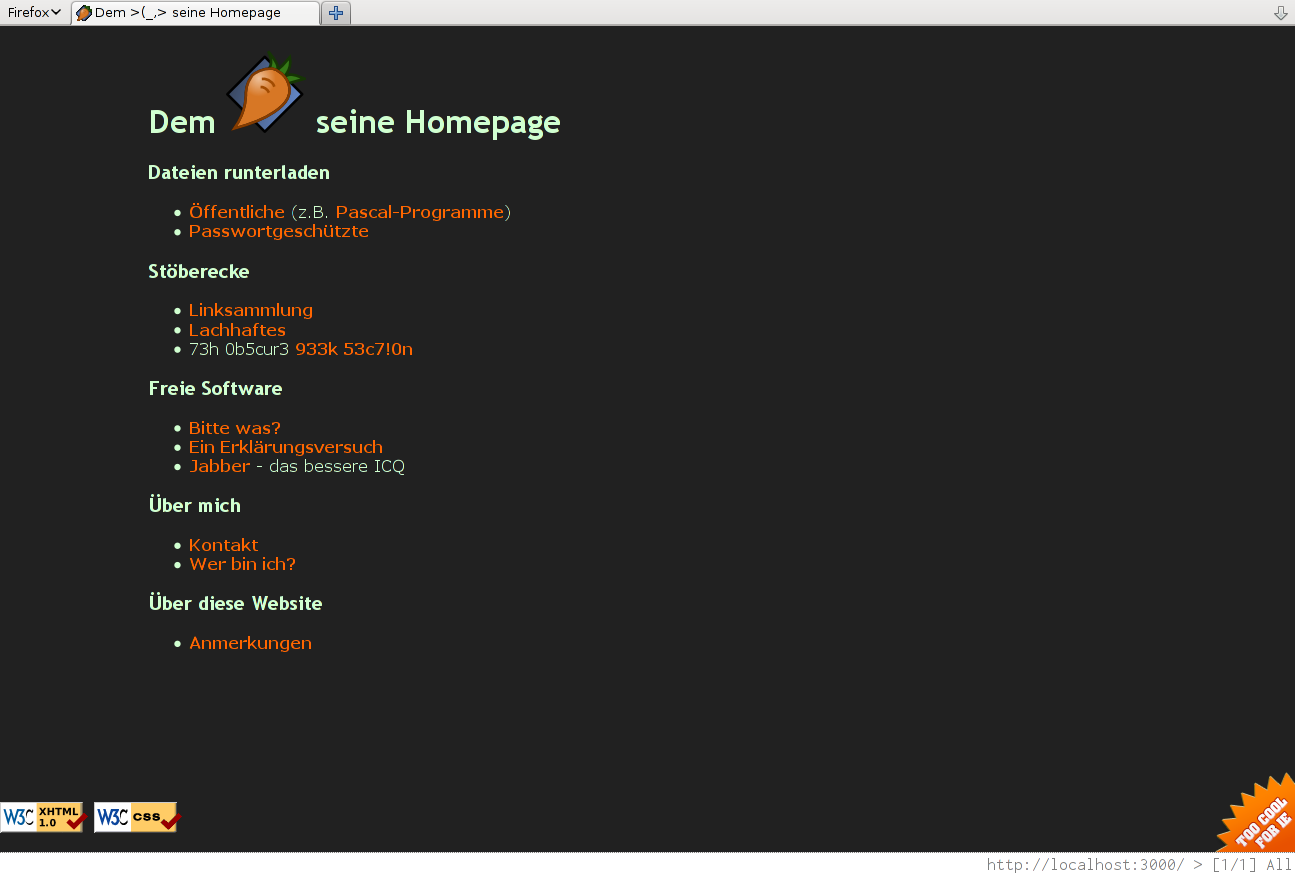 Firefox
Dem >(_,> seine Homepage
Dem seine Homepage
Dateien runterladen
Öffentliche (z.B. Pascal-Programme)
Passwortgeschützte
Stöberecke
Linksammlung
Lachhaftes
73h 0b5cur3 933k 53c7!0n
Freie Software
Bitte was?
Ein Erklärungsversuch
Jabber - das bessere ICQ
Über mich
Kontakt
Wer bin ich?
Über diese Website
Anmerkungen
W3C XHTML 1.0
W3C css
TOO COOL
FOR IE
http://localhost:3000/ > [1/1] All